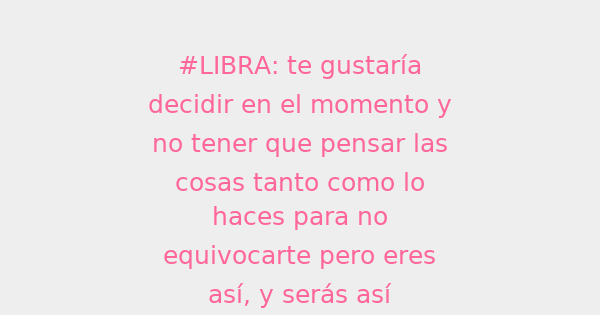 #LIBRA: te gustaría
decidir en el momento y
no tener que pensar las
cosas tanto como lo
haces para no
equivocarte pero eres
así, y serás así